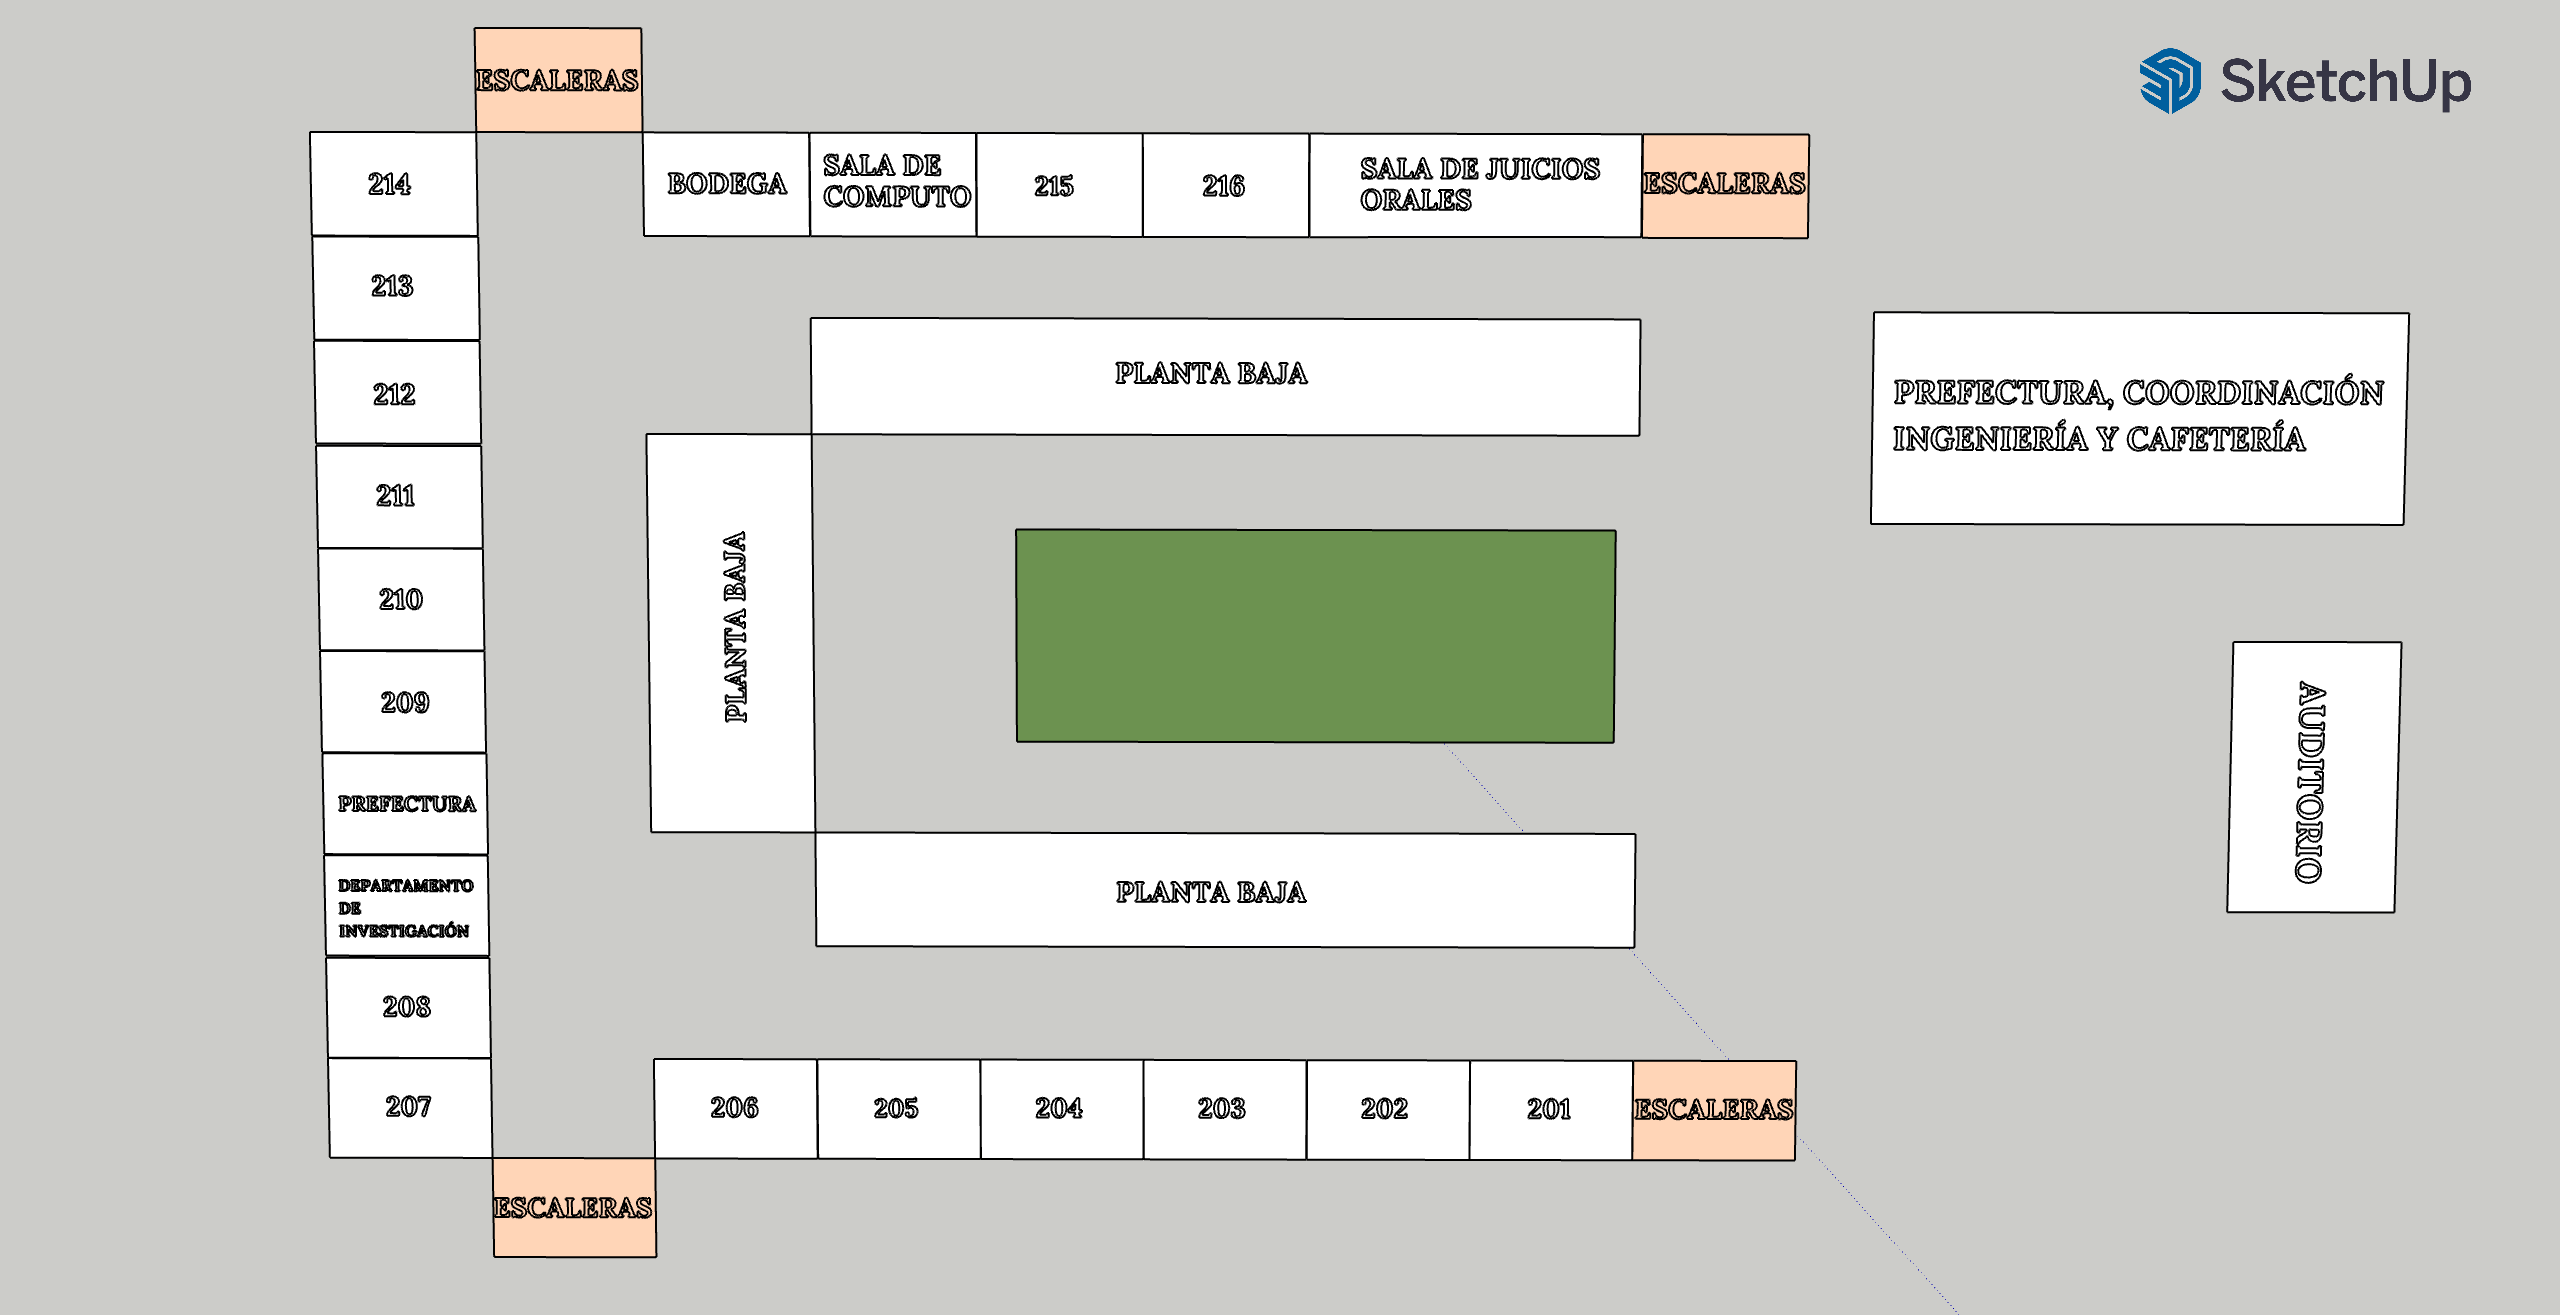 ESCALERAS
SketchUp
214
BODEGA
SALA DE
COMPUTO
215
216
SALA DE JUICIOS
ORALES
ESCALERAS
213
212
211
210
209
PREFECTURA
DEPARTAMENTO
DE
INVESTIGACIÓN
208
207
PLANTA BAJA
PLANTA BAJA
PLANTA BAJA
PREFECTURA, COORDINACIÓN
INGENIERÍA Y CAFETERÍA
AUDITORIO
206
205
204
203
202
201
ESCALERAS
ESCALERAS